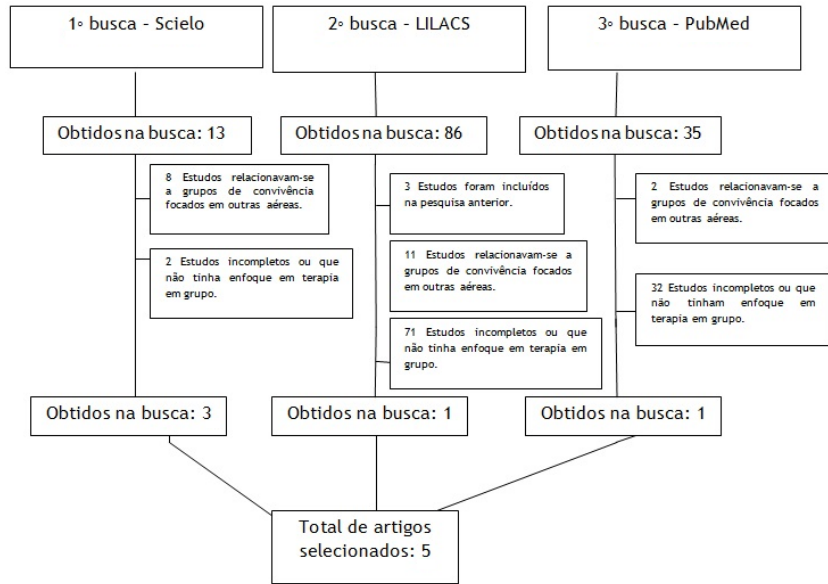 1º busca – Scielo
2º busca – LILACS
3º busca – PubMed
Obtidos na busca: 13
Obtidos na busca: 86
Obtidos na busca: 35
8 Estudos relacionavam-se
a grupos de convivência
focados em outras aéreas.
2 Estudos incompletos ou que
não tinha enfoque em terapia
em grupo.
3 Estudos foram incluídos
na pesquisa anterior.
11 Estudos relacionavam-se a
grupos de convivência focados
em outras aéreas.
71 Estudos incompletos ou que
não tinha enfoque em terapia em
grupo.
2 Estudos relacionavam-se a
grupos de convivência focados
em outras aéreas.
32 Estudos incompletos ou que
não tinham enfoque em
terapia em grupo.
Obtidos na busca: 3
Obtidos na busca: 1
Obtidos na busca: 1
Total de artigos
selecionados: 5